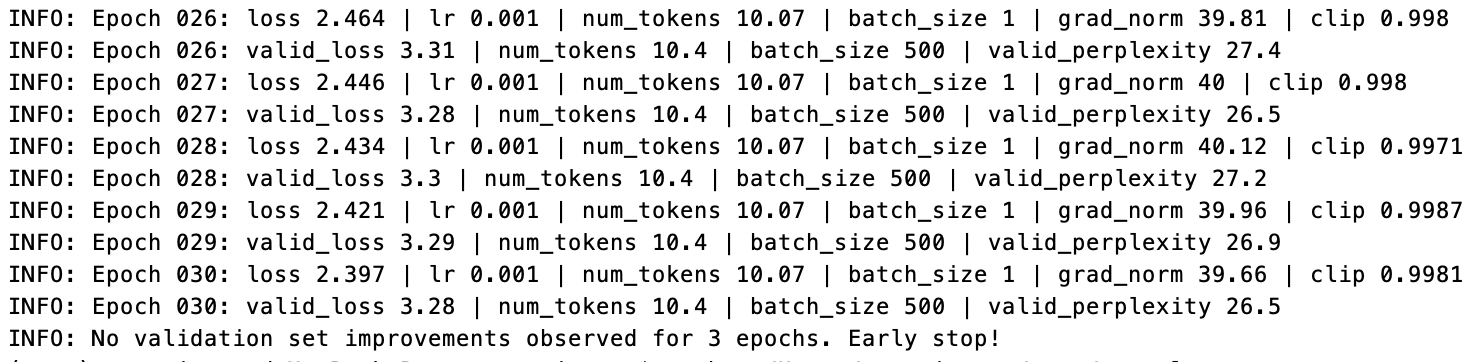 INFO: Epoch 026: loss 2.464 | lr 0.001 | num_tokens 10.07 | batch_size 1 | grad_norm 39.81 | clip 0.998
INFO: Epoch 026: valid_loss 3.31 | num_tokens 10.4 | batch_size 500 | valid_perplexity 27.4
INFO: Epoch 027: loss 2.446 | lr 0.001 | num_tokens 10.07 | batch_size 1 | grad_norm 40 | clip 0.998
INFO: Epoch 027: valid_loss 3.28 | num_tokens 10.4 | batch_size 500 | valid_perplexity 26.5
INFO: Epoch 028: loss 2.434 | lr 0.001 | num_tokens 10.07 | batch_size 1 | grad_norm 40.12 | clip 0.9971
INFO: Epoch 028: valid_loss 3.3 | num_tokens 10.4 | batch_size 500 | valid_perplexity 27.2
INFO: Epoch 029: loss 2.421 | lr 0.001 | num_tokens 10.07 | batch_size 1 | grad_norm 39.96 | clip 0.9987
INFO: Epoch 029: valid_loss 3.29 | num_tokens 10.4 | batch_size 500 | valid_perplexity 26.9
INFO: Epoch 030: loss 2.397 | lr 0.001 | num_tokens 10.07 | batch_size 1 | grad_norm 39.66 | clip 0.9981
INFO: Epoch 030: valid_loss 3.28 | num_tokens 10.4 | batch_size 500 | valid_perplexity 26.5
INFO: No validation set improvements observed for 3 epochs. Early stop!